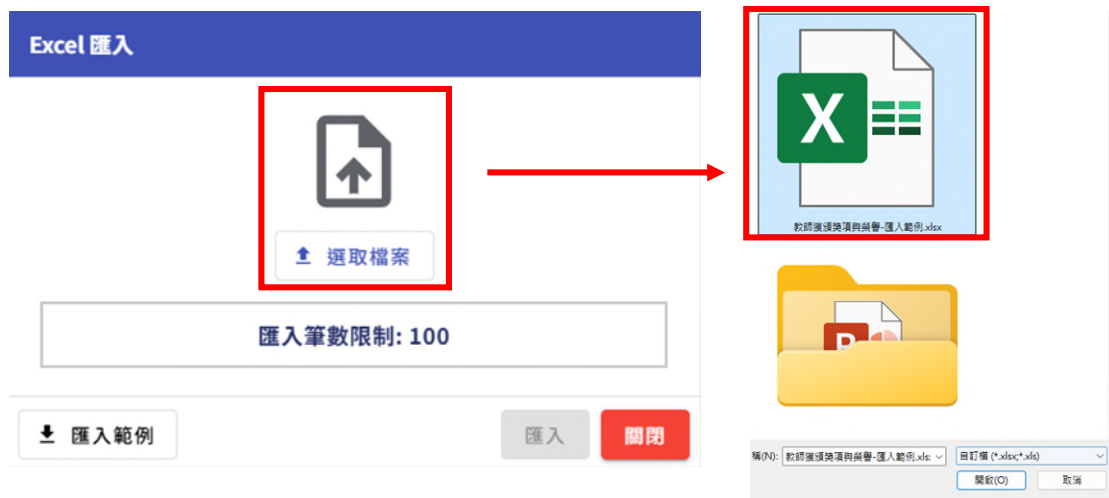 Excel 匯入
選取檔案
匯入筆數限制: 100
匯入範例
匯入
關閉
X
教師獲頒獎項與榮譽-匯入範例.xlsx
P
稱(N):
教師獲頒獎項與榮譽-匯入範例.xls:
自訂檔 (*.xlsx;*.xls)
開啟(O)
取消